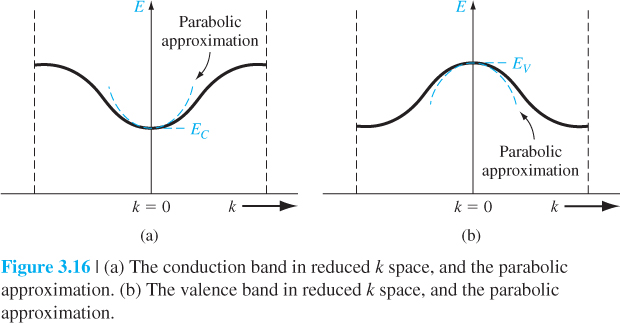 E
Parabolic
approximation
E_C
k = 0
k
(a)
E
E_V
Parabolic
approximation
k = 0
k
(b)
Figure 3.16 | (a) The conduction band in reduced k space, and the parabolic
approximation. (b) The valence band in reduced k space, and the parabolic
approximation.